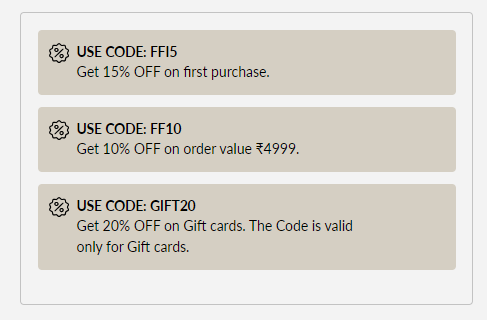 USE CODE: FFI5
Get 15% OFF on first purchase.
USE CODE: FF10
Get 10% OFF on order value ₹4999.
USE CODE: GIFT20
Get 20% OFF on Gift cards. The Code is valid
only for Gift cards.